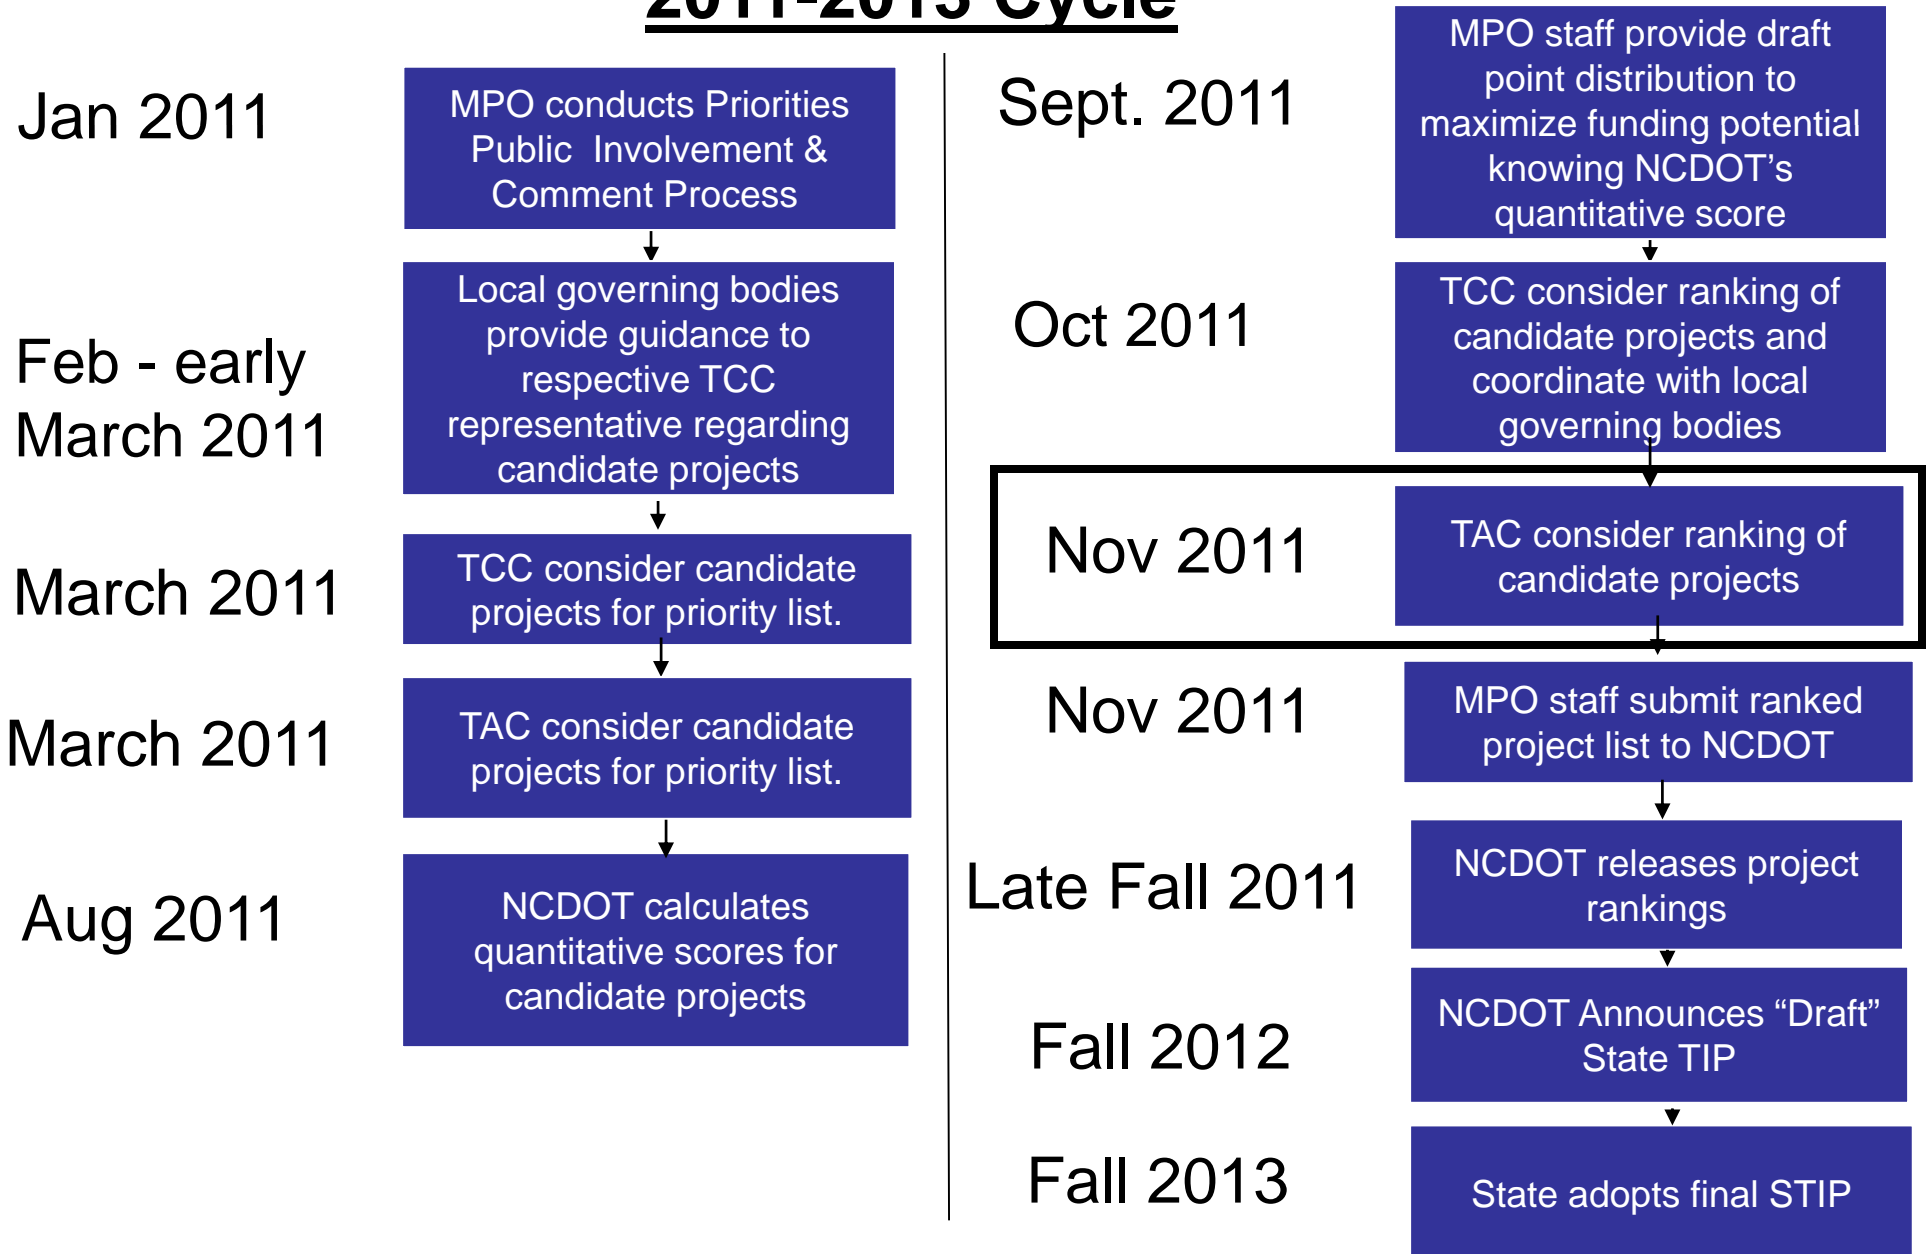 2011-2013 Cycle
Jan 2011
MPO conducts Priorities
Public Involvement &
Comment Process
Feb - early
March 2011
Local governing bodies
provide guidance to
respective TCC
representative regarding
candidate projects
March 2011
TCC consider candidate
projects for priority list.
March 2011
TAC consider candidate
projects for priority list.
Aug 2011
NCDOT calculates
quantitative scores for
candidate projects
Sept. 2011
MPO staff provide draft
point distribution to
maximize funding potential
knowing NCDOT’s
quantitative score
Oct 2011
TCC consider ranking of
candidate projects and
coordinate with local
governing bodies
Nov 2011
TAC consider ranking of
candidate projects
Nov 2011
MPO staff submit ranked
project list to NCDOT
Late Fall 2011
NCDOT releases project
rankings
Fall 2012
NCDOT Announces “Draft”
State TIP
Fall 2013
State adopts final STIP